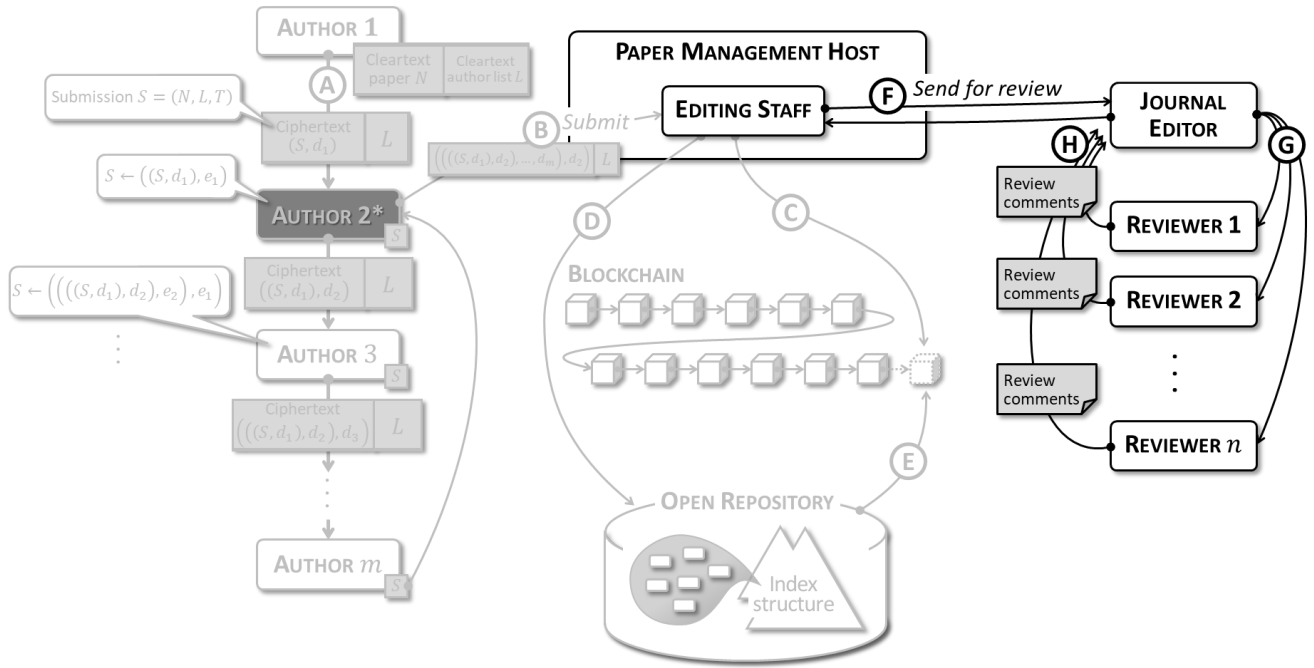 AUTHOR 1
Cleartext
paper N
Cleartext
author list L
A
Submission S = (N, L, T)
Ciphertext
(S, d₁)
L
S ← ((S, d₁), e₁)
AUTHOR 2*
S
Ciphertext
((S, d₁), d₂)
L
S ← ((((S, d₁), d₂), e₂), e₁)
⋮
AUTHOR 3
S
Ciphertext
(((S, d₁), d₂), d₃)
L
⋮
AUTHOR m
S
B
Submit
((((S, d₁), d₂), ..., dₘ), d₂)
L
PAPER MANAGEMENT HOST
EDITING STAFF
F
Send for review
JOURNAL
EDITOR
D
C
BLOCKCHAIN
E
OPEN REPOSITORY
Index
structure
H
G
Review
comments
REVIEWER 1
Review
comments
REVIEWER 2
⋮
Review
comments
REVIEWER n